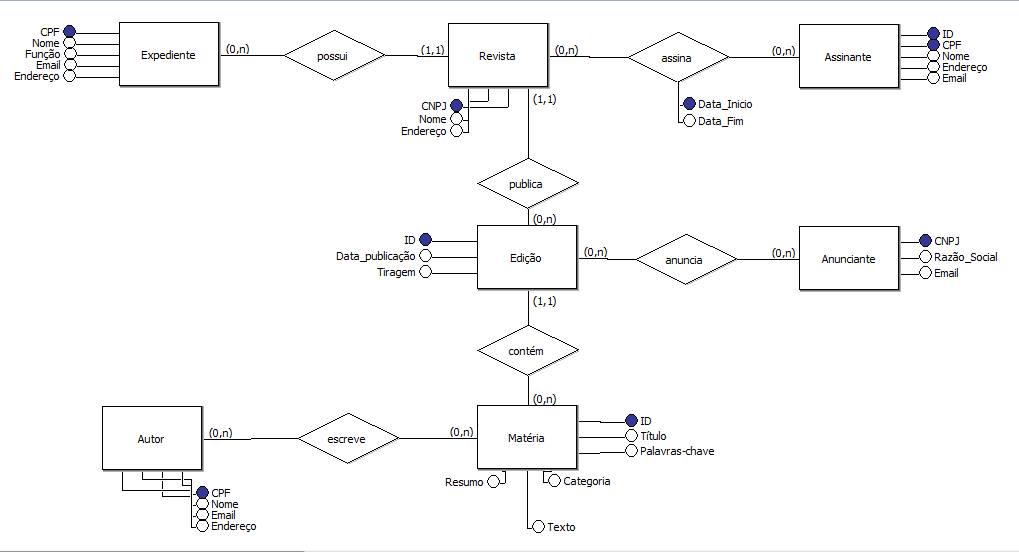 CPF
Nome
Função
Email
Endereço
Expediente
(0,n)
possui
(1,1)
Revista
(0,n)
assina
(0,n)
Assinante
ID
CPF
Nome
Endereço
Email
CNPJ
Nome
Endereço
(1,1)
Data_Inicio
Data_Fim
publica
(0,n)
ID
Data_publicação
Tiragem
Edição
(0,n)
anuncia
(0,n)
Anunciante
CNPJ
Razão_Social
Email
(1,1)
contém
(0,n)
Autor
(0,n)
escreve
(0,n)
Matéria
ID
Título
Palavras-chave
Resumo
Categoria
Texto
CPF
Nome
Email
Endereço